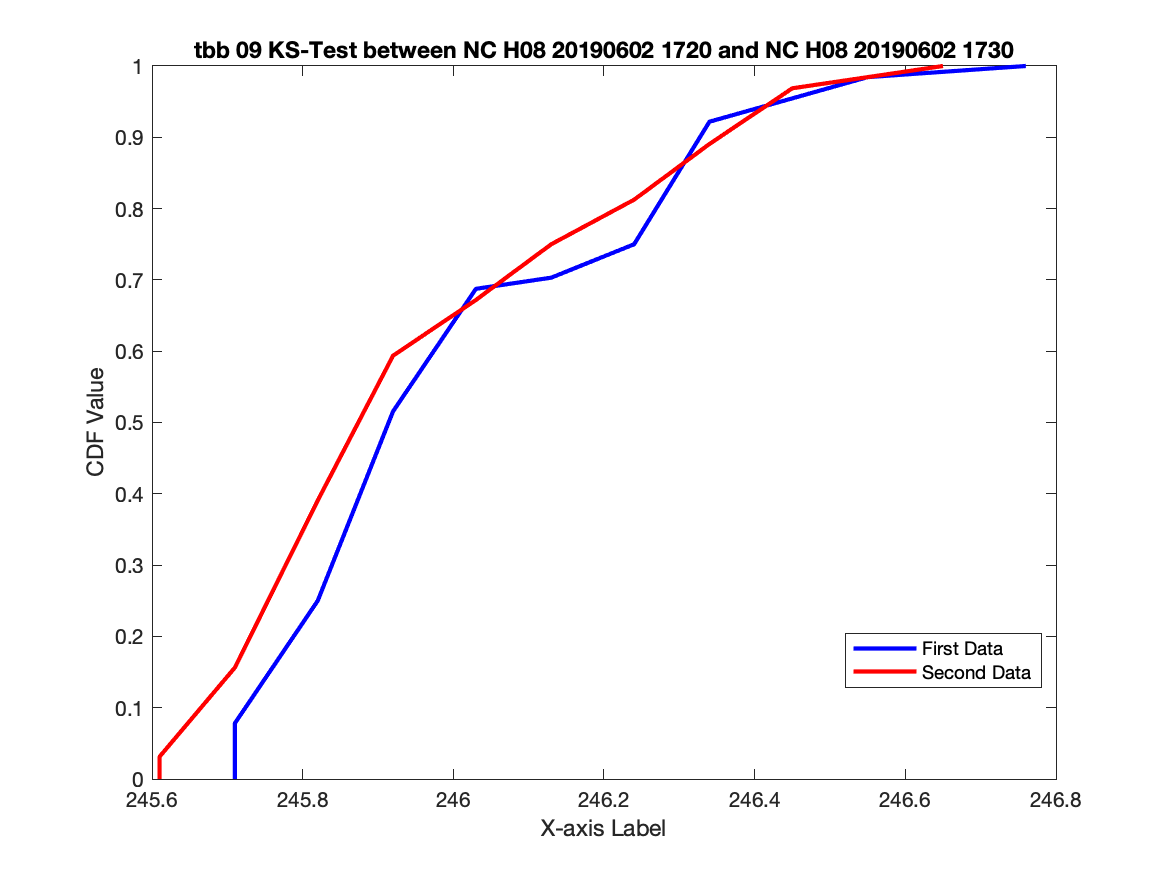 tbb 09 KS-Test between NC H08 20190602 1720 and NC H08 20190602 1730
1
0.9
0.8
0.7
0.6
0.5
0.4
0.3
0.2
0.1
0
CDF Value
First Data
Second Data
245.6 245.8 246 246.2 246.4 246.6 246.8
X-axis Label